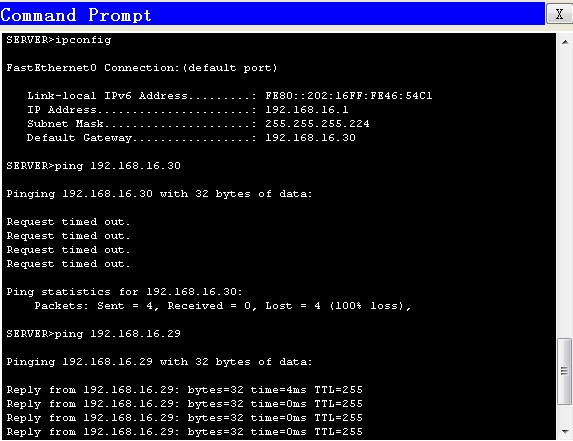 Command Prompt
X
SERVER>ipconfig
FastEthernet0 Connection:(default port)
Link-local IPv6 Address.........: FE80::202:16FF:FE46:54C1
IP Address......................: 192.168.16.1
Subnet Mask.....................: 255.255.255.224
Default Gateway.................: 192.168.16.30
SERVER>ping 192.168.16.30
Pinging 192.168.16.30 with 32 bytes of data:
Request timed out.
Request timed out.
Request timed out.
Request timed out.
Ping statistics for 192.168.16.30:
Packets: Sent = 4, Received = 0, Lost = 4 (100% loss),
SERVER>ping 192.168.16.29
Pinging 192.168.16.29 with 32 bytes of data:
Reply from 192.168.16.29: bytes=32 time=4ms TTL=255
Reply from 192.168.16.29: bytes=32 time=0ms TTL=255
Reply from 192.168.16.29: bytes=32 time=0ms TTL=255
Reply from 192.168.16.29: bytes=32 time=0ms TTL=255